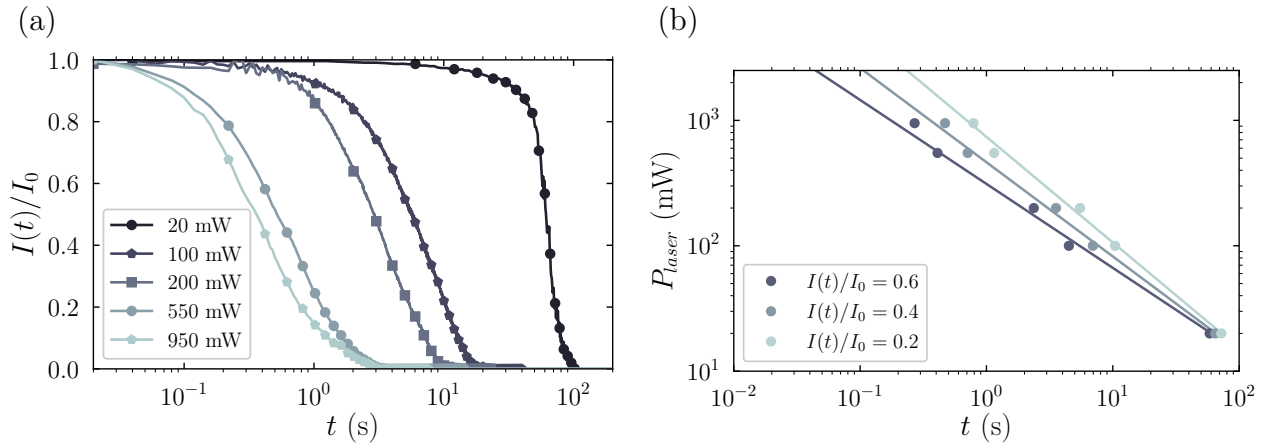 (a)
I(t)/I₀
1.0
0.8
0.6
0.4
0.2
0.0
20 mW
100 mW
200 mW
550 mW
950 mW
10⁻¹
10⁰
10¹
10²
t (s)
(b)
P_laser (mW)
10³
10²
10¹
I(t)/I₀ = 0.6
I(t)/I₀ = 0.4
I(t)/I₀ = 0.2
10⁻²
10⁻¹
10⁰
10¹
10²
t (s)